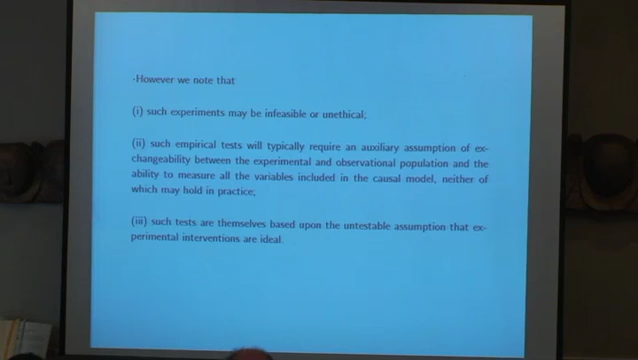 -However we note that
(i) such experiments may be infeasible or unethical;
(ii) such empirical tests will typically require an auxiliary assumption of ex-
changeability between the experimental and observational population and the
ability to measure all the variables included in the causal model, neither of
which may hold in practice;
(iii) such tests are themselves based upon the untestable assumption that ex-
perimental interventions are ideal.